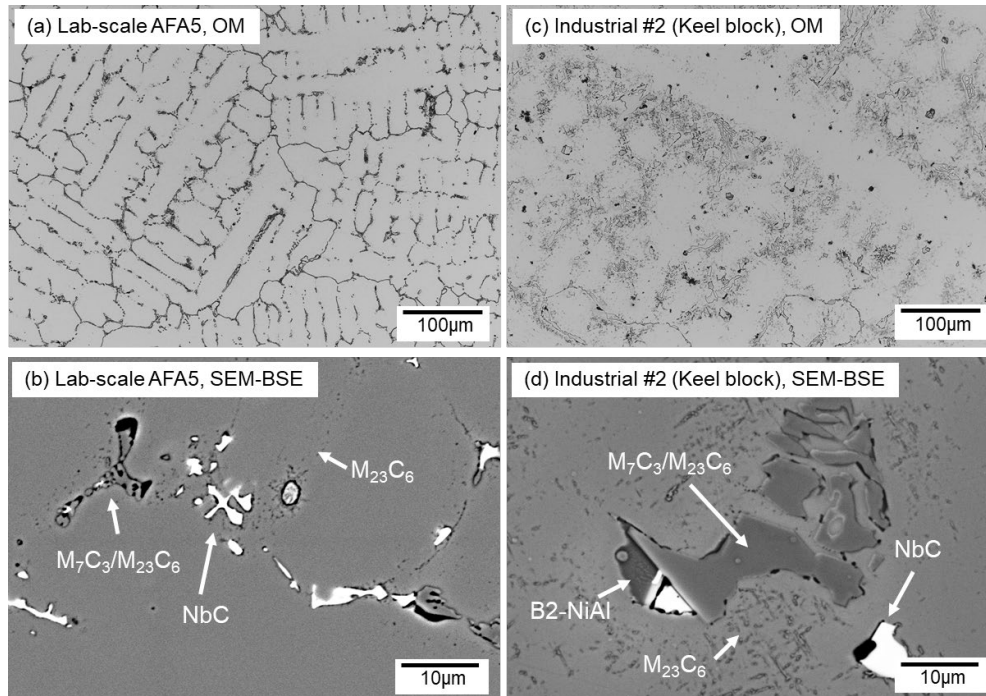 (a) Lab-scale AFA5, OM
100μm
(c) Industrial #2 (Keel block), OM
100μm
(b) Lab-scale AFA5, SEM-BSE
M₂₃C₆
M₇C₃/M₂₃C₆
NbC
10μm
(d) Industrial #2 (Keel block), SEM-BSE
M₇C₃/M₂₃C₆
NbC
B2-NiAl
M₂₃C₆
10μm